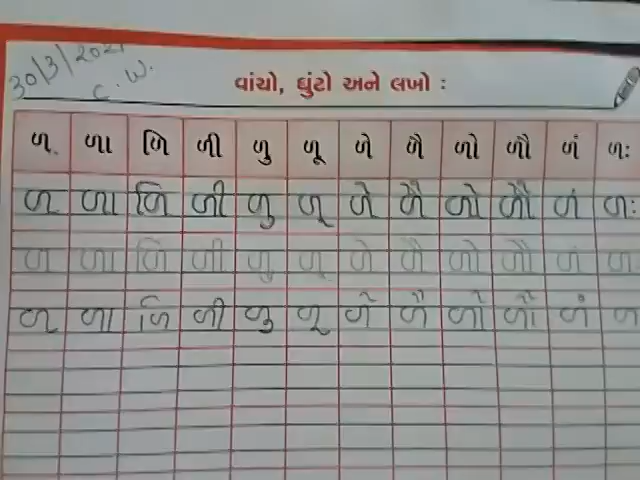 30/3/2021
C.W.
વાંચો, ઘુંટો અને લખો :
ળ ળા ળિ ળી ળુ ળૂ ળે ળૈ ળો ળૌ ળં ળઃ
ળ ળા ળિ ળી ળુ ળૂ ળે ળૈ ળો ળૌ ળં ળઃ
ળ ળા ળિ ળી ળુ ળૂ ળે ળૈ ળો ળૌ ળં ળ
ળ ળા ળિ ળી ળુ ળૂ ળે ળૈ ળો ળૌ ળં ળ